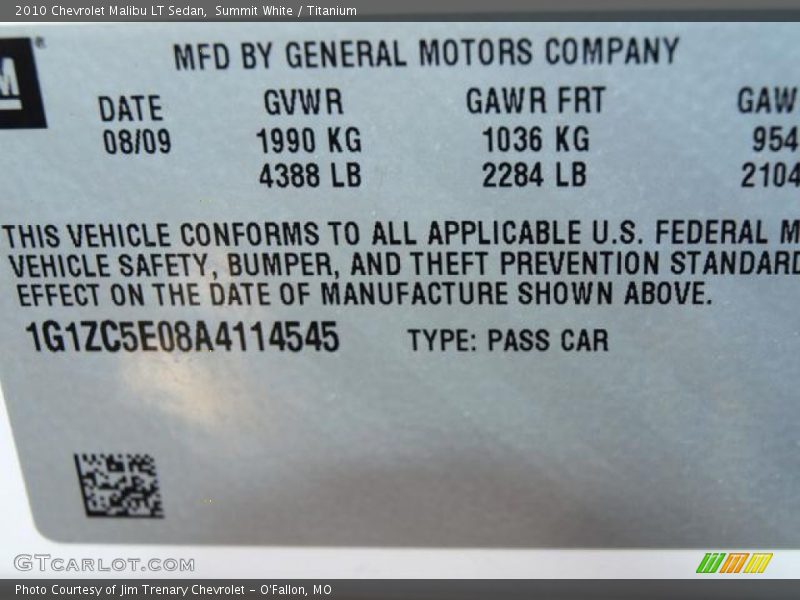 2010 Chevrolet Malibu LT Sedan, Summit White / Titanium
MFD BY GENERAL MOTORS COMPANY
DATE GVWR GAWR FRT GAW
08/09 1990 KG 1036 KG 954
4388 LB 2284 LB 2104
THIS VEHICLE CONFORMS TO ALL APPLICABLE U.S. FEDERAL M
VEHICLE SAFETY, BUMPER, AND THEFT PREVENTION STANDARD
EFFECT ON THE DATE OF MANUFACTURE SHOWN ABOVE.
1G1ZC5E08A4114545 TYPE: PASS CAR
GTCARLOT.COM
Photo Courtesy of Jim Trenary Chevrolet - O'Fallon, MO